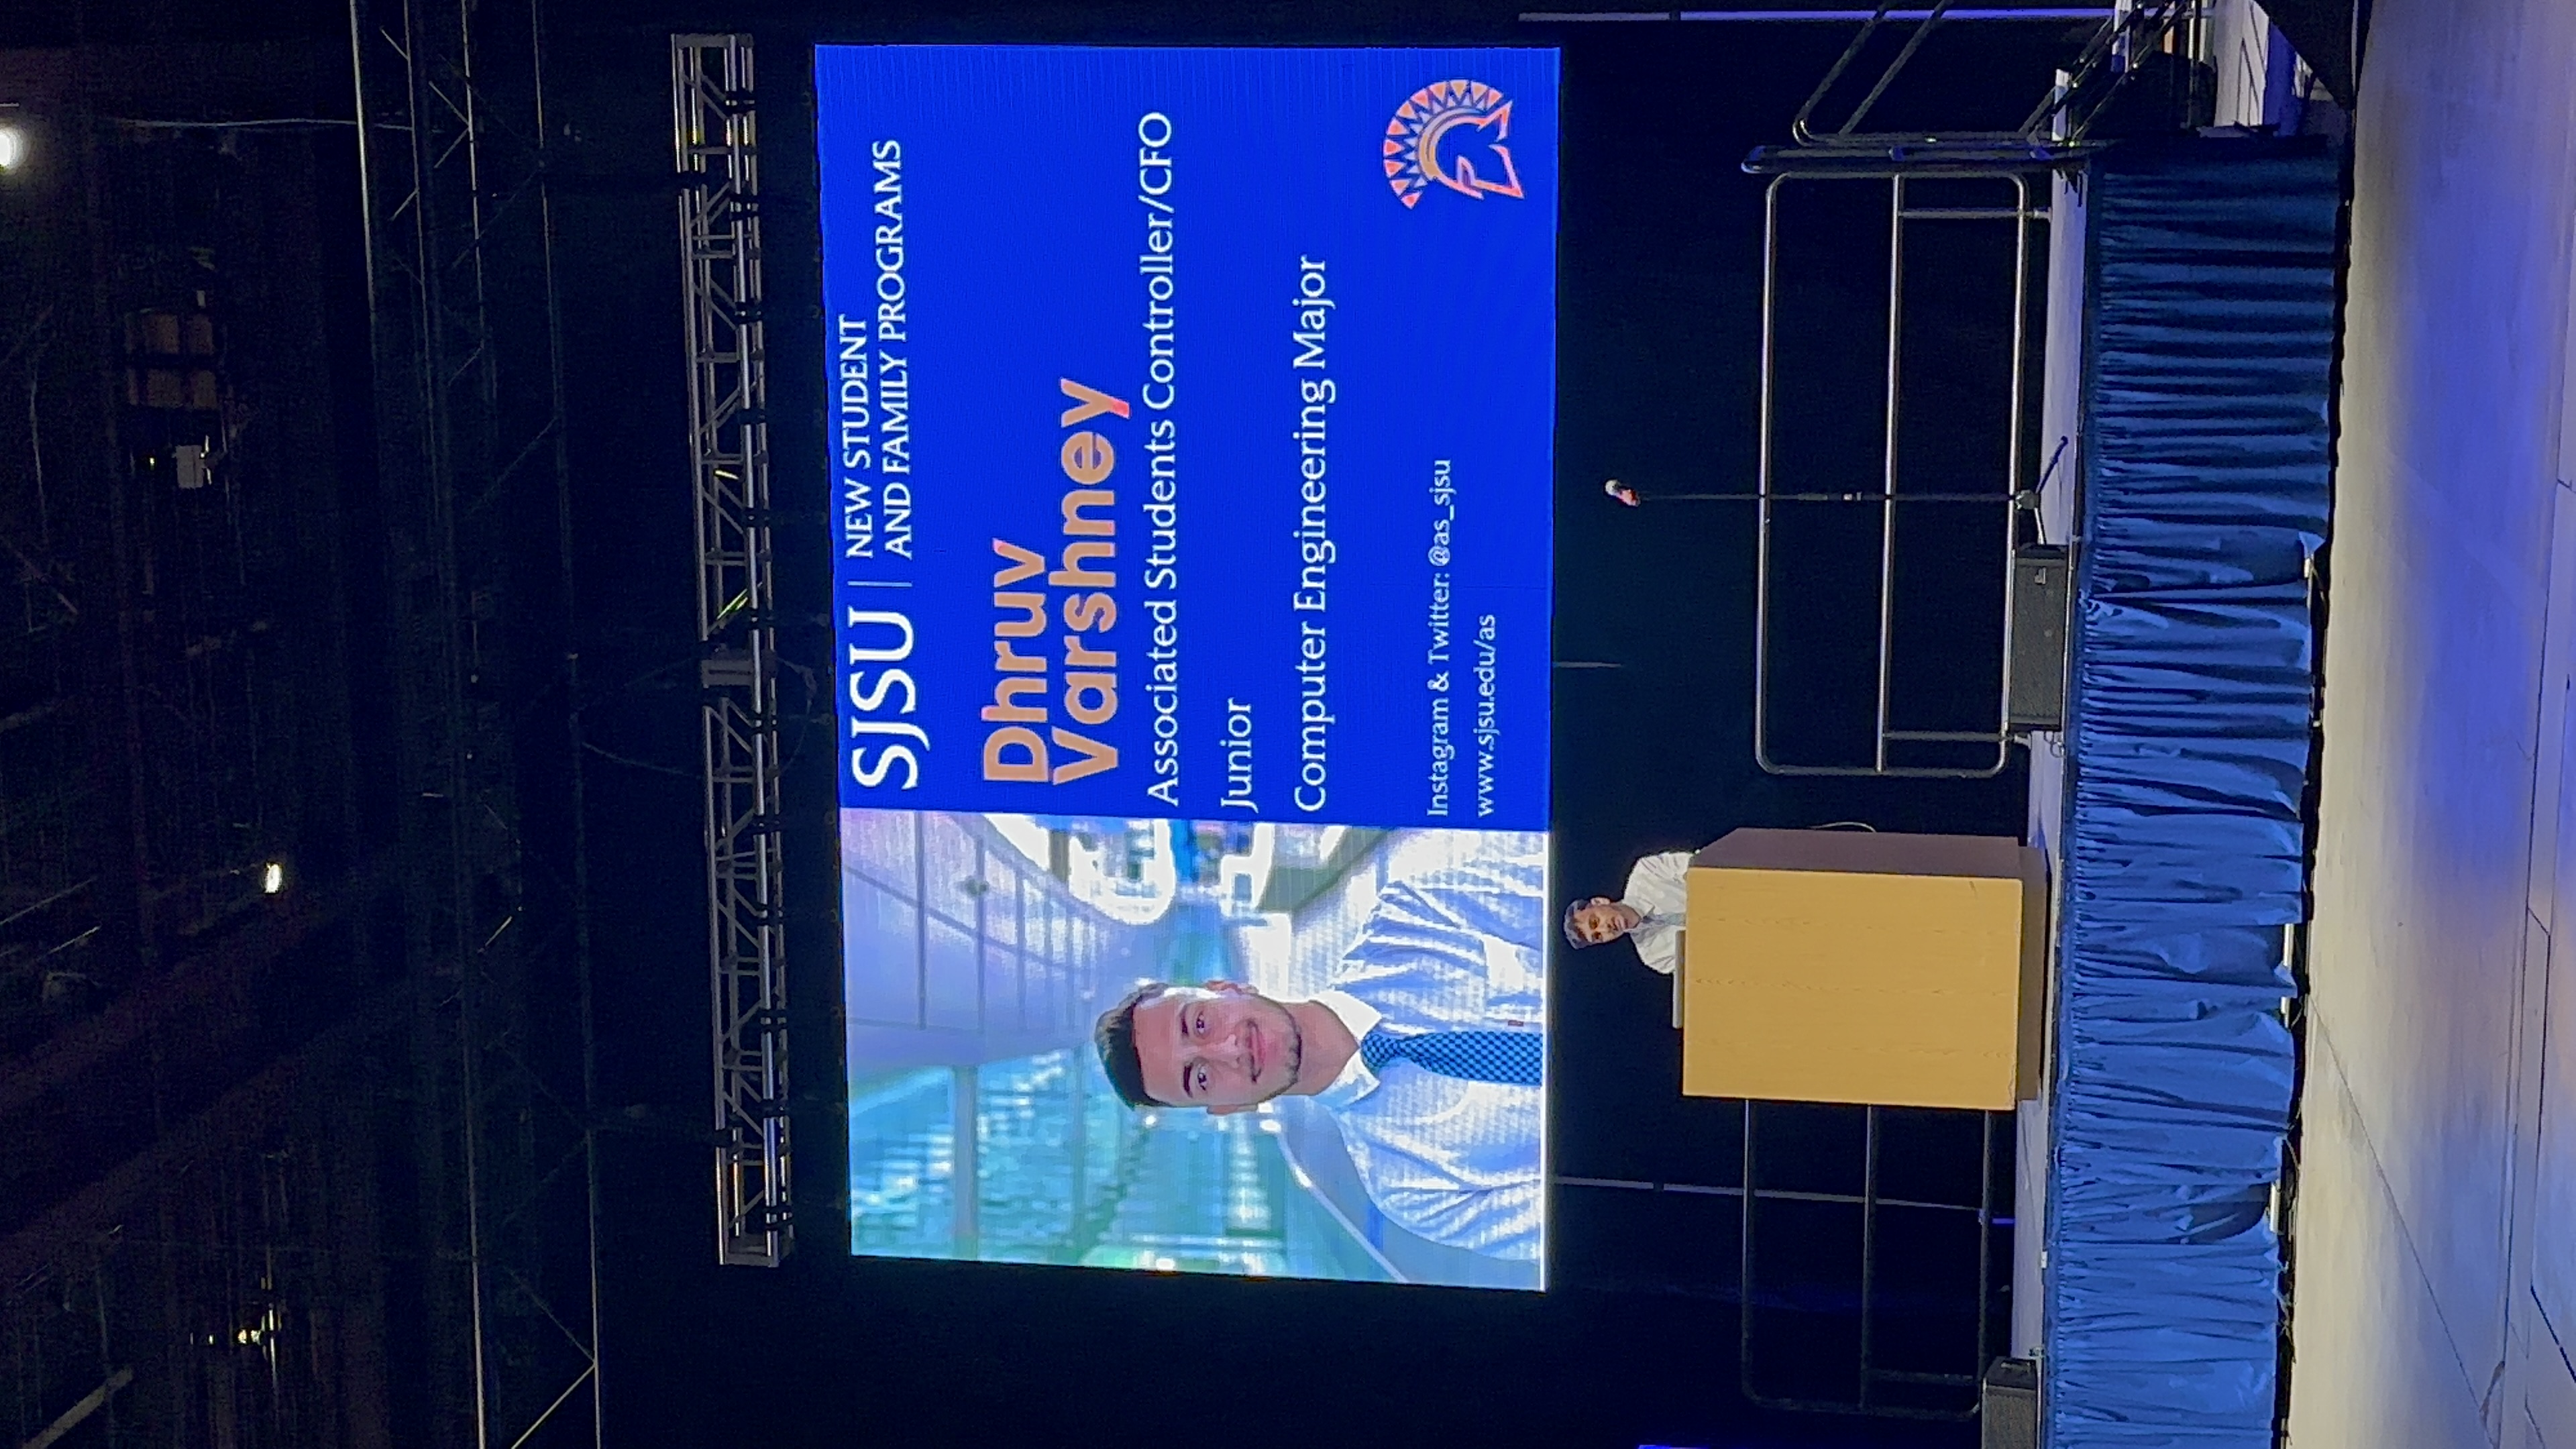 SJSU
NEW STUDENT
AND FAMILY PROGRAMS
Dhruv
Varshney
Associated Students Controller/CFO
Junior
Computer Engineering Major
Instagram & Twitter: @as_sjsu
www.sjsu.edu/as